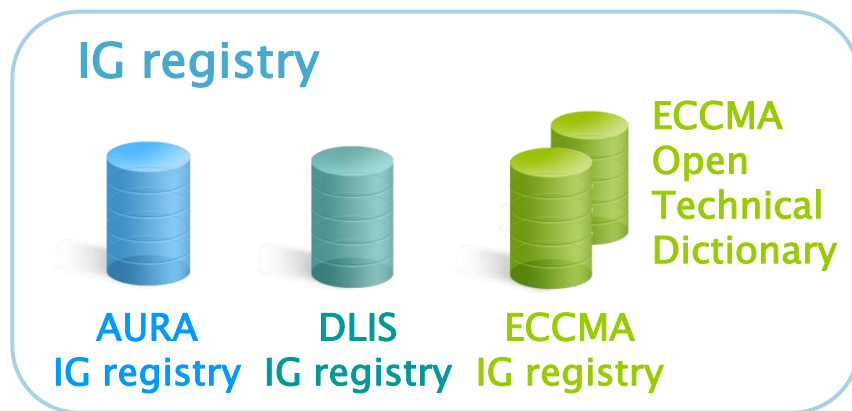 IG registry
ECCMA
Open
Technical
Dictionary
AURA
IG registry
DLIS
IG registry
ECCMA
IG registry